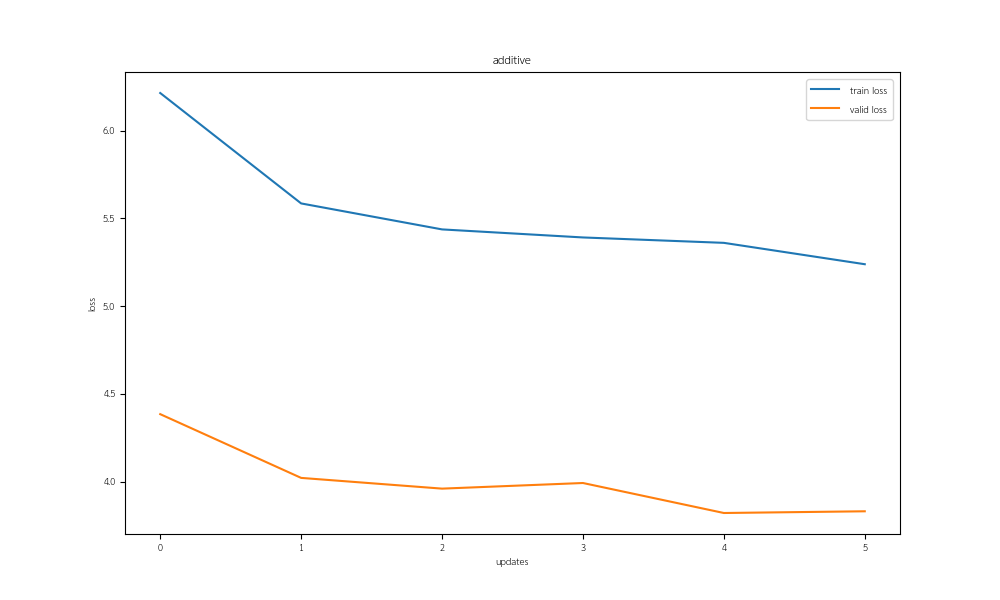 additive
train loss
valid loss
6.0
5.5
5.0
4.5
4.0
loss
0 1 2 3 4 5
updates